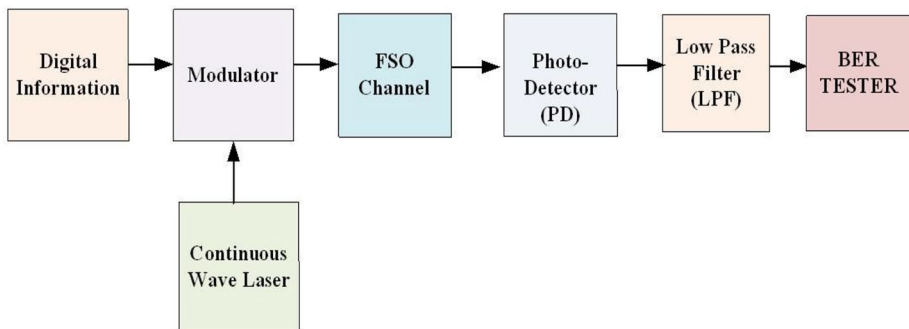 Digital
Information
Modulator
FSO
Channel
Photo-
Detector
(PD)
Low Pass
Filter
(LPF)
BER
TESTER
Continuous
Wave Laser